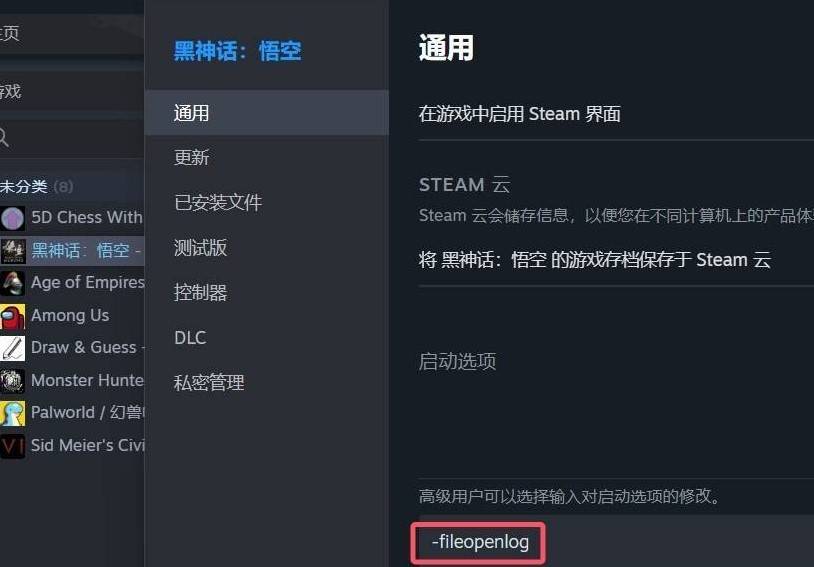 主页
游戏
未分类 (8)
5D Chess With
黑神话：悟空 -
Age of Empires
Among Us
Draw & Guess -
Monster Hunte
Palworld / 幻兽
Sid Meier's Civi
黑神话：悟空
通用
更新
已安装文件
测试版
控制器
DLC
私密管理
通用
在游戏中启用 Steam 界面
STEAM 云
Steam 云会储存信息，以便您在不同计算机上的产品体
将 黑神话：悟空 的游戏存档保存于 Steam 云
启动选项
高级用户可以选择输入对启动选项的修改。
-fileopenlog